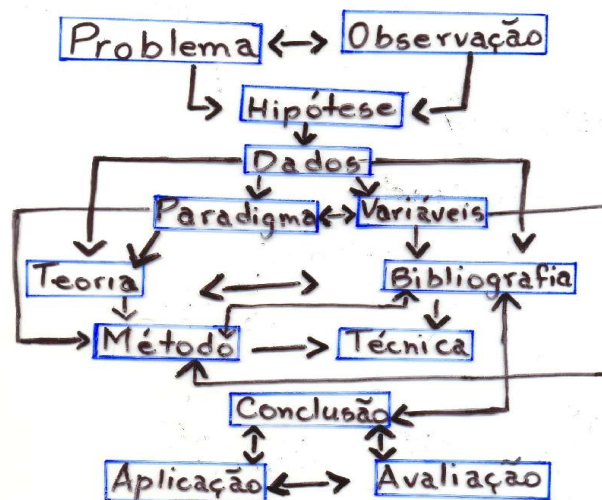 Problema Observação
Hipótese
Dados
Paradigma Variáveis
Teoria Bibliografia
Método Técnica
Conclusão
Aplicação Avaliação